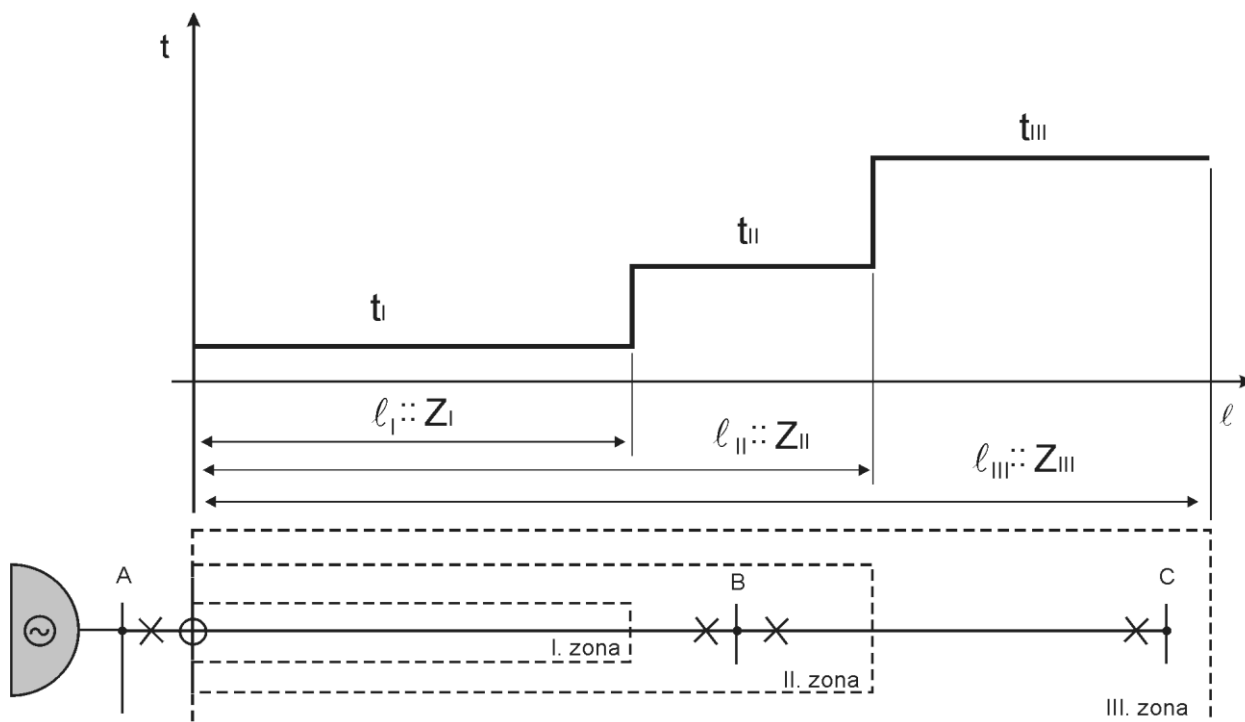 t
tIII
tII
tI
ℓI :: ZI
ℓII :: ZII
ℓIII :: ZIII
ℓ
A
B
C
I. zona
II. zona
III. zona